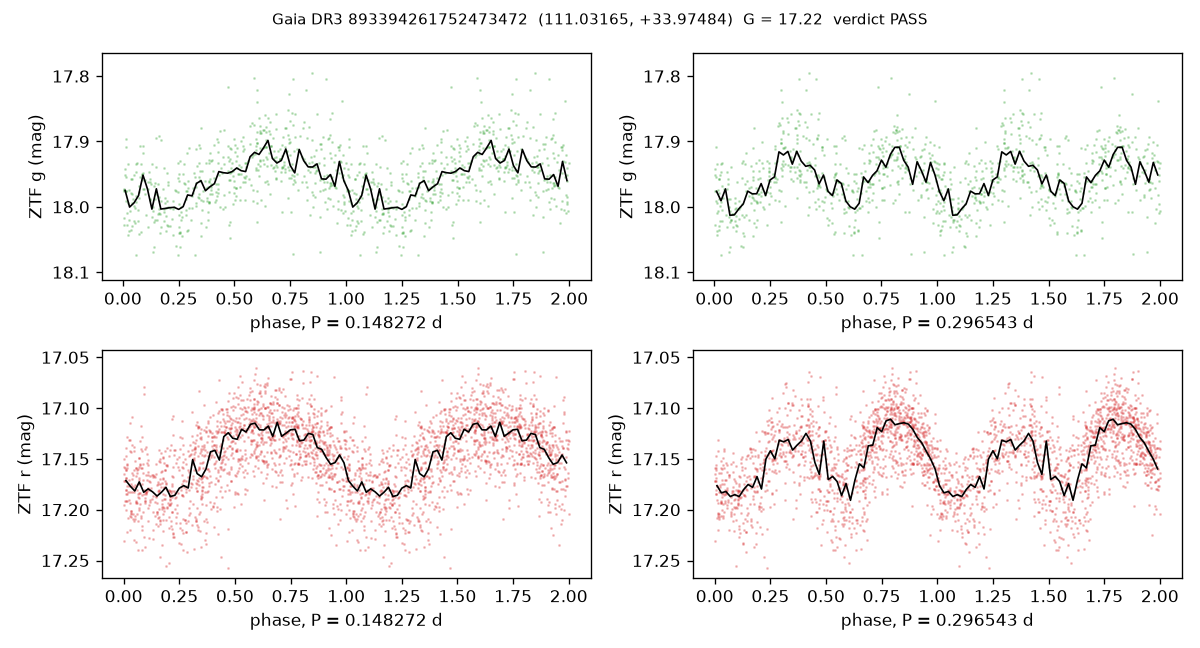 Gaia DR3 893394261752473472 (111.03165, +33.97484) G = 17.22 verdict PASS
ZTF g (mag)
17.8
17.9
18.0
18.1
0.00 0.25 0.50 0.75 1.00 1.25 1.50 1.75 2.00
phase, P = 0.148272 d
ZTF g (mag)
17.8
17.9
18.0
18.1
0.00 0.25 0.50 0.75 1.00 1.25 1.50 1.75 2.00
phase, P = 0.296543 d
ZTF r (mag)
17.05
17.10
17.15
17.20
17.25
0.00 0.25 0.50 0.75 1.00 1.25 1.50 1.75 2.00
phase, P = 0.148272 d
ZTF r (mag)
17.05
17.10
17.15
17.20
17.25
0.00 0.25 0.50 0.75 1.00 1.25 1.50 1.75 2.00
phase, P = 0.296543 d